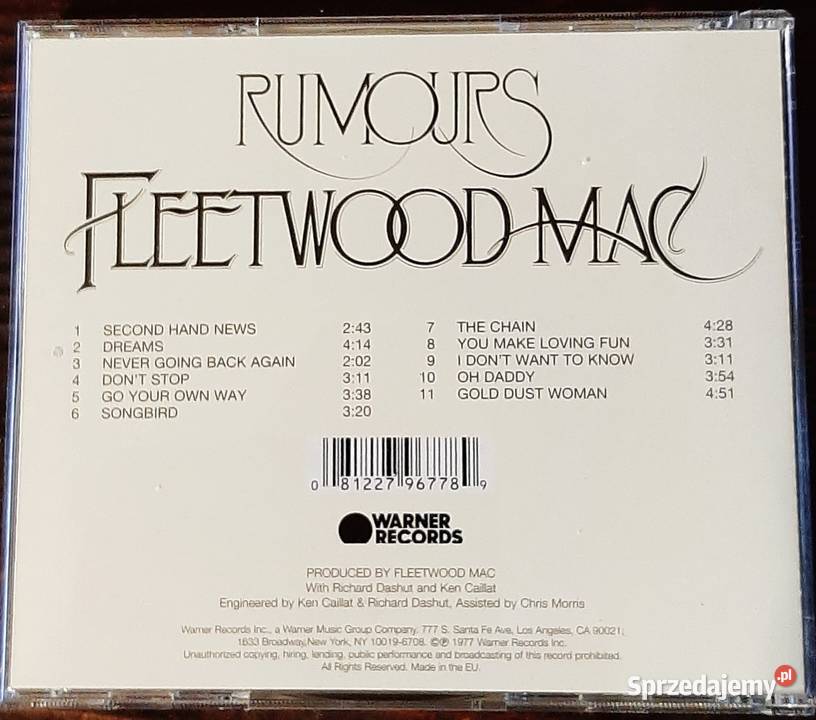 RUMOURS
FLEETWOOD MAC
1 SECOND HAND NEWS 2:43
2 DREAMS 4:14
3 NEVER GOING BACK AGAIN 2:02
4 DON'T STOP 3:11
5 GO YOUR OWN WAY 3:38
6 SONGBIRD 3:20
7 THE CHAIN 4:28
8 YOU MAKE LOVING FUN 3:31
9 I DON'T WANT TO KNOW 3:11
10 OH DADDY 3:54
11 GOLD DUST WOMAN 4:51
0 81227 96778 9
WARNER
RECORDS
PRODUCED BY FLEETWOOD MAC
With Richard Dashut and Ken Caillat
Engineered by Ken Caillat & Richard Dashut, Assisted by Chris Morris
Warner Records Inc., a Warner Music Group Company. 777 S. Santa Fe Ave, Los Angeles, CA 90021,
1633 Broadway, New York, NY 10019-6708. ©℗ 1977 Warner Records Inc.
Unauthorized copying, hiring, lending, public performance and broadcasting of this record prohibited.
All Rights Reserved. Made in the EU.
Sprzedajemy.pl